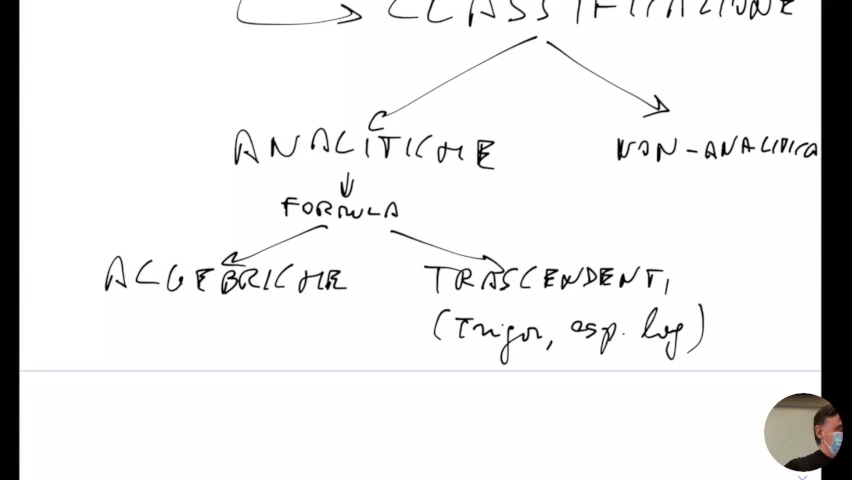 CLASSIFICAZIONE
ANALITICHE NON-ANALITICA
FORMULA
ALGEBRICHE TRASCENDENTI
(Trigon, esp. log)